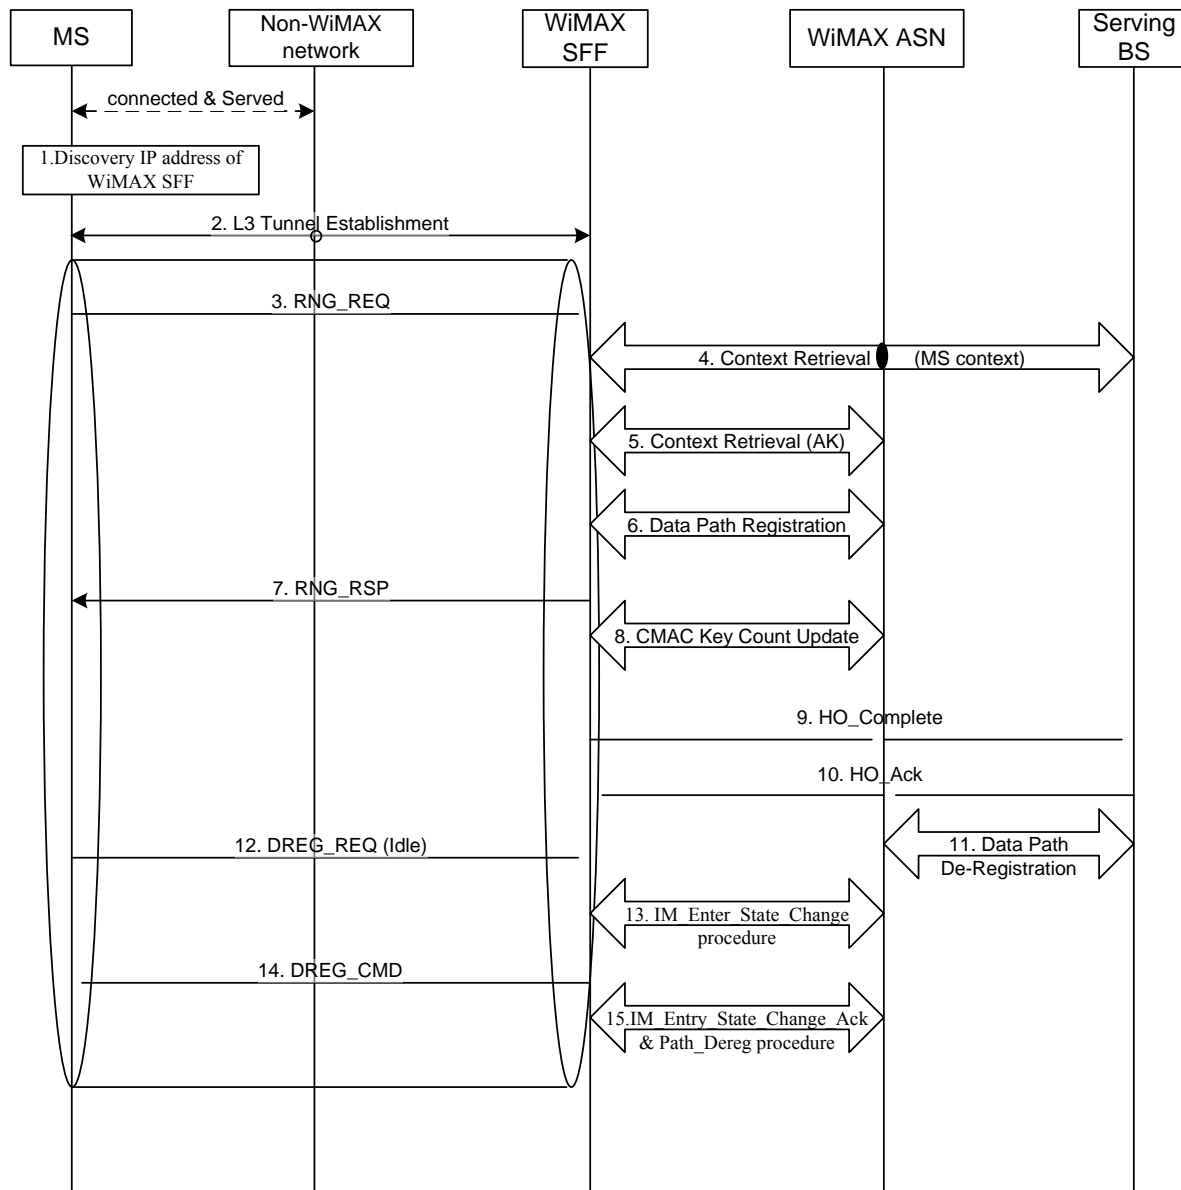 MS
Non-WiMAX
network
WiMAX
SFF
WiMAX ASN
Serving
BS
connected & Served
1.Discovery IP address of
WiMAX SFF
2. L3 Tunnel Establishment
3. RNG_REQ
4. Context Retrieval (MS context)
5. Context Retrieval (AK)
6. Data Path Registration
7. RNG_RSP
8. CMAC Key Count Update
9. HO_Complete
10. HO_Ack
12. DREG_REQ (Idle)
11. Data Path
De-Registration
13. IM_Enter_State_Change
procedure
14. DREG_CMD
15.IM_Entry_State_Change_Ack
& Path_Dereg procedure